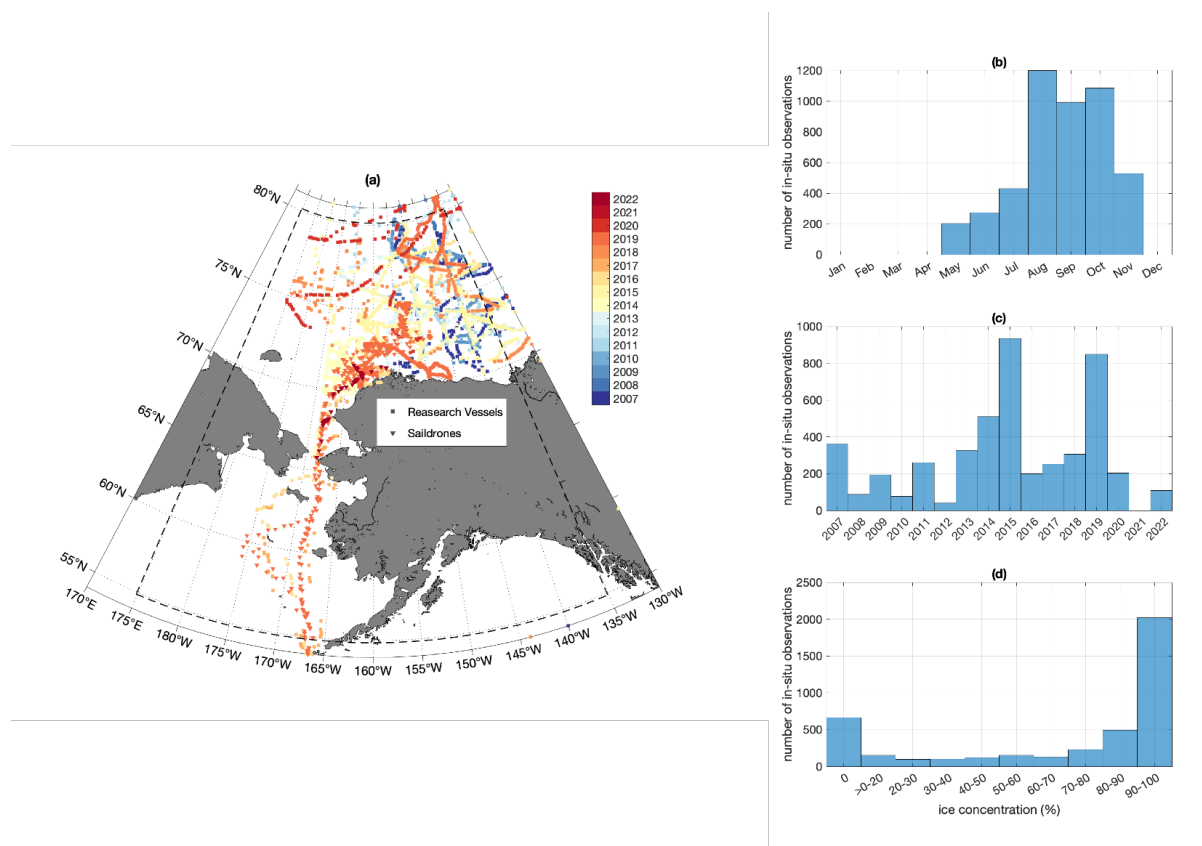 (a)
80°N
75°N
70°N
65°N
60°N
55°N
170°E
175°E
180°W
175°W
170°W
165°W
160°W
155°W
150°W
145°W
140°W
135°W
130°W
2022
2021
2020
2019
2018
2017
2016
2015
2014
2013
2012
2011
2010
2009
2008
2007
Reasearch Vessels
Saildrones
(b)
number of in-situ observations
1200
1000
800
600
400
200
0
Jan Feb Mar Apr May Jun Jul Aug Sep Oct Nov Dec
(c)
number of in-situ observations
1000
800
600
400
200
0
2007 2008 2009 2010 2011 2012 2013 2014 2015 2016 2017 2018 2019 2020 2021 2022
(d)
number of in-situ observations
2500
2000
1500
1000
500
0
0 >0-20 20-30 30-40 40-50 50-60 60-70 70-80 80-90 90-100
ice concentration (%)